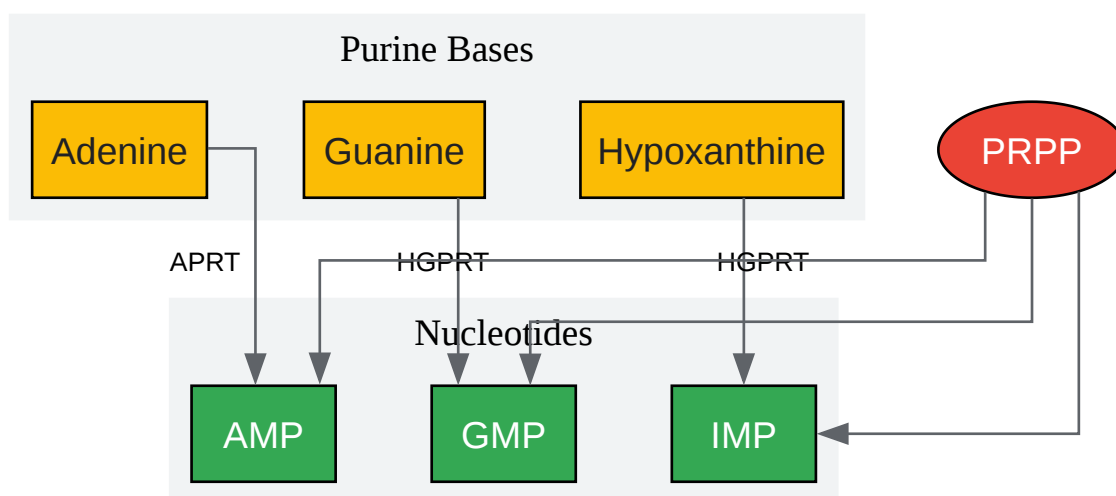 Purine Bases
Adenine
Guanine
Hypoxanthine
PRPP
APRT
HGPRT
HGPRT
Nucleotides
AMP
GMP
IMP